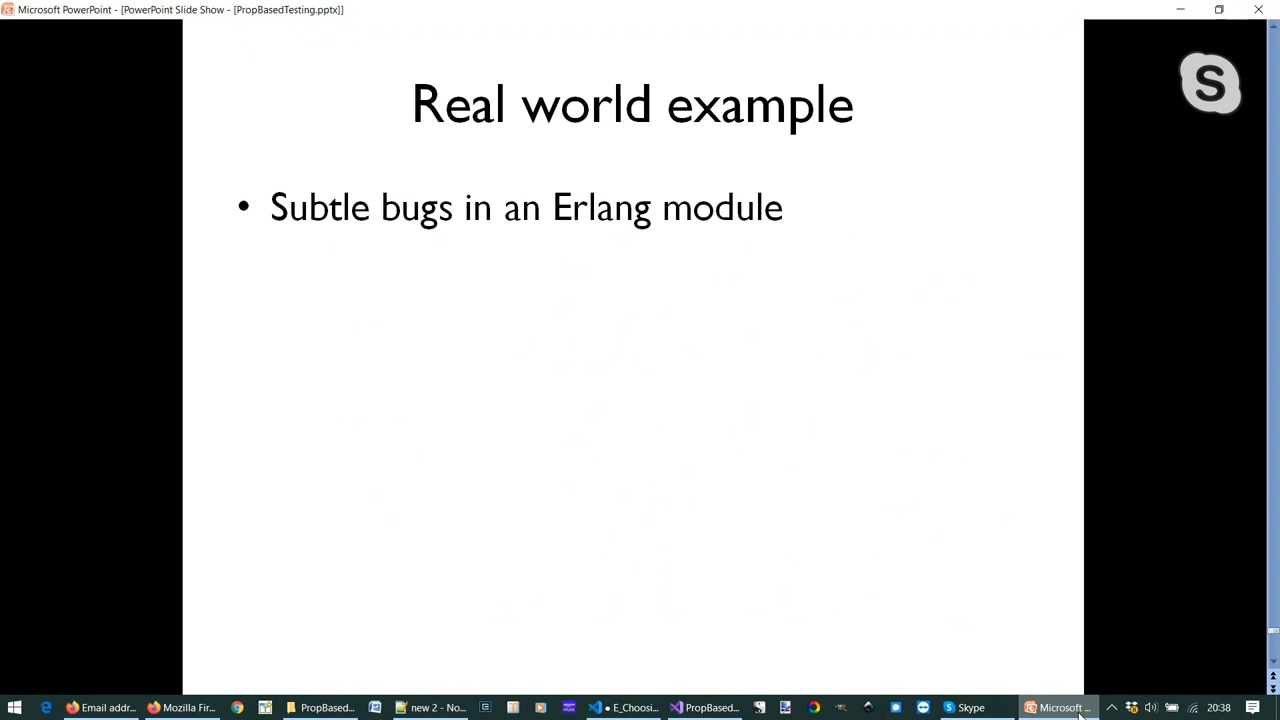 Microsoft PowerPoint - [PowerPoint Slide Show - [PropBasedTesting.pptx]]
S
Real world example
• Subtle bugs in an Erlang module
Email addr... Mozilla Fir... PropBased... new 2 - No... E_Choosi... PropBased... Skype Microsoft ... 20:38